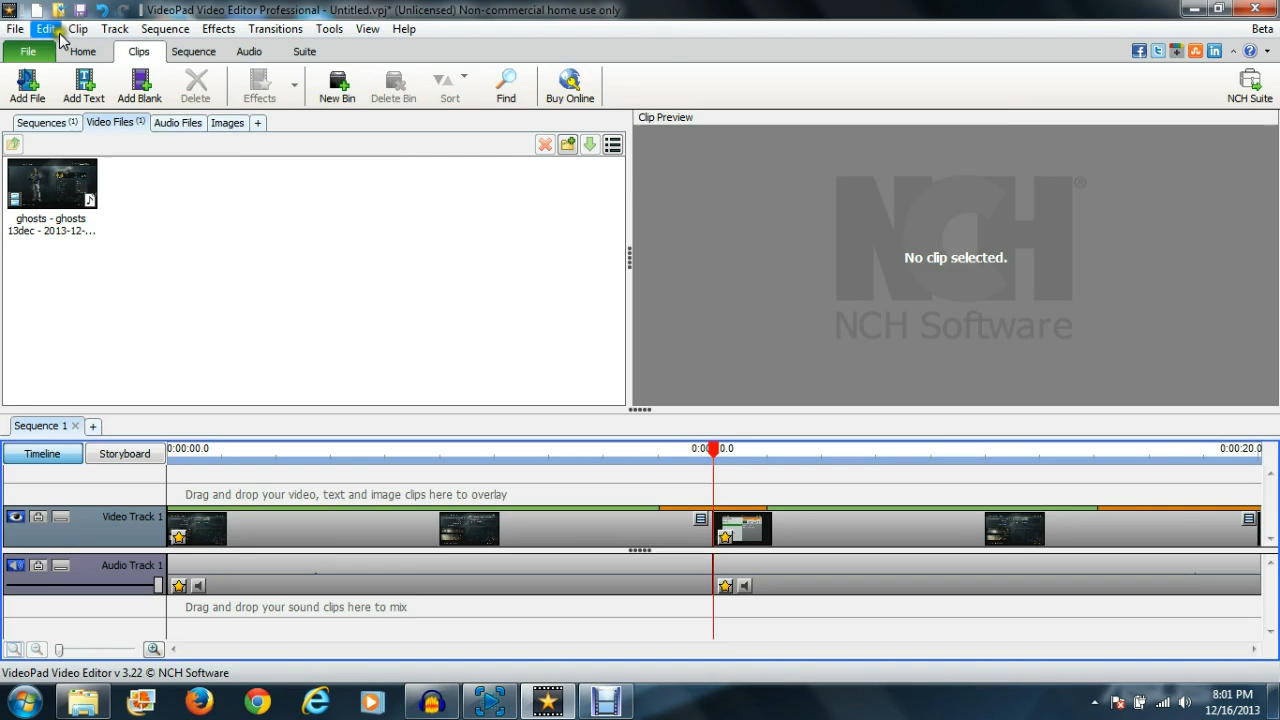 VideoPad Video Editor Professional - Untitled.vpj* (Unlicensed) Non-commercial home use only
File Edit Clip Track Sequence Effects Transitions Tools View Help Beta
File Home Clips Sequence Audio Suite
Add File Add Text Add Blank Delete Effects New Bin Delete Bin Sort Find Buy Online NCH Suite
Sequences (1) Video Files (1) Audio Files Images + Clip Preview
ghosts - ghosts
13dec - 2013-12-...
NCH®
No clip selected.
NCH Software
Sequence 1 +
Timeline Storyboard 0:00:00.0 0:00:20.0
Drag and drop your video, text and image clips here to overlay
Video Track 1
Audio Track 1
Drag and drop your sound clips here to mix
VideoPad Video Editor v 3.22 © NCH Software
8:01 PM
12/16/2013